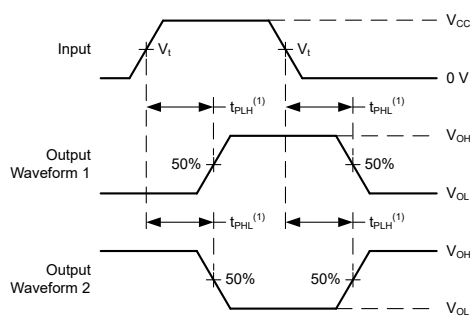 V_CC
Input
V_t
V_t
0 V
t_PLH^(1)
t_PHL^(1)
V_OH
Output
Waveform 1
50%
50%
V_OL
t_PHL^(1)
t_PLH^(1)
V_OH
Output
Waveform 2
50%
50%
V_OL